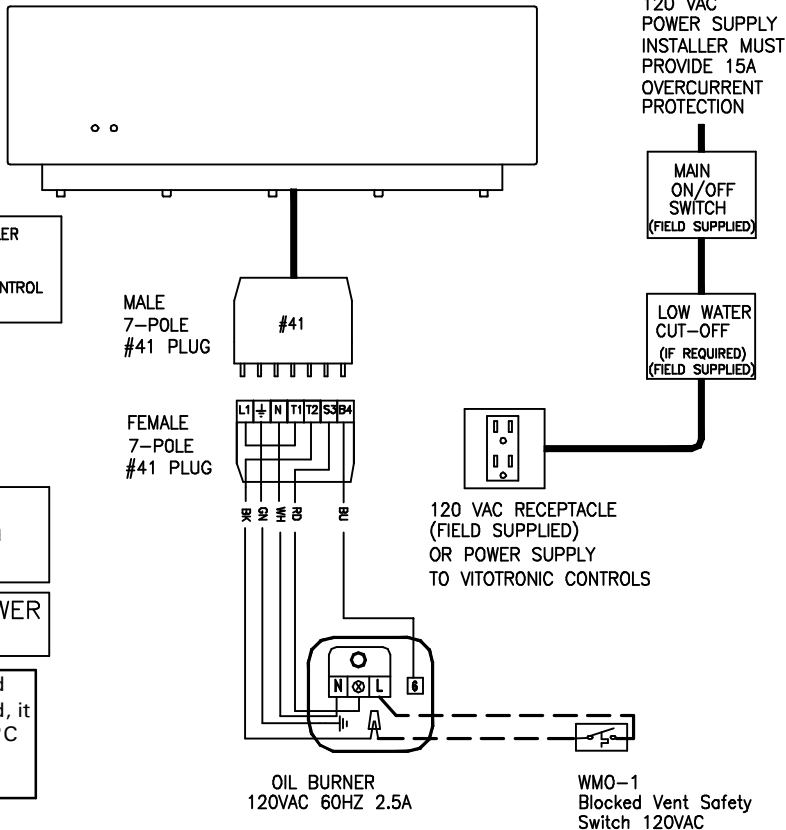 120 VAC
POWER SUPPLY
INSTALLER MUST
PROVIDE 15A
OVERCURRENT
PROTECTION
MAIN
ON/OFF
SWITCH
(FIELD SUPPLIED)
LOW WATER
CUT-OFF
(IF REQUIRED)
(FIELD SUPPLIED)
NTROL
MALE
7-POLE
#41 PLUG
#41
FEMALE
7-POLE
#41 PLUG
L1 N T1 T2 S3 B4
BK GN WH RD BU
120 VAC RECEPTACLE
(FIELD SUPPLIED)
OR POWER SUPPLY
TO VITOTRONIC CONTROLS
WER
d, it
°C
N L 6
OIL BURNER
120VAC 60HZ 2.5A
WMO-1
Blocked Vent Safety
Switch 120VAC